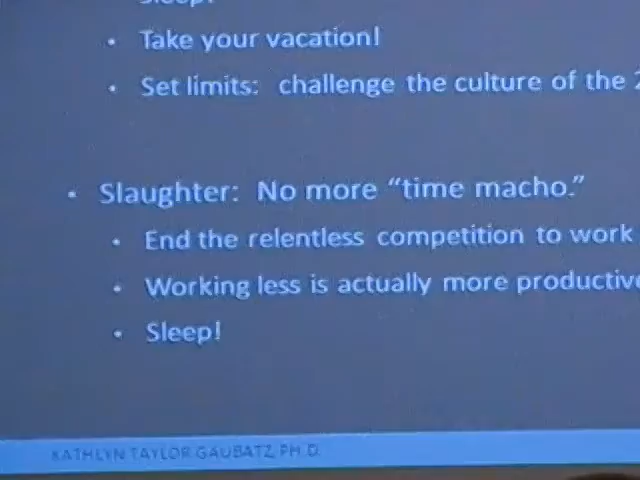 Sleep!
• Take your vacation!
• Set limits: challenge the culture of the
• Slaughter: No more “time macho.”
• End the relentless competition to work
• Working less is actually more productive
• Sleep!
KATHLYN TAYLOR GAUBATZ, PH.D.